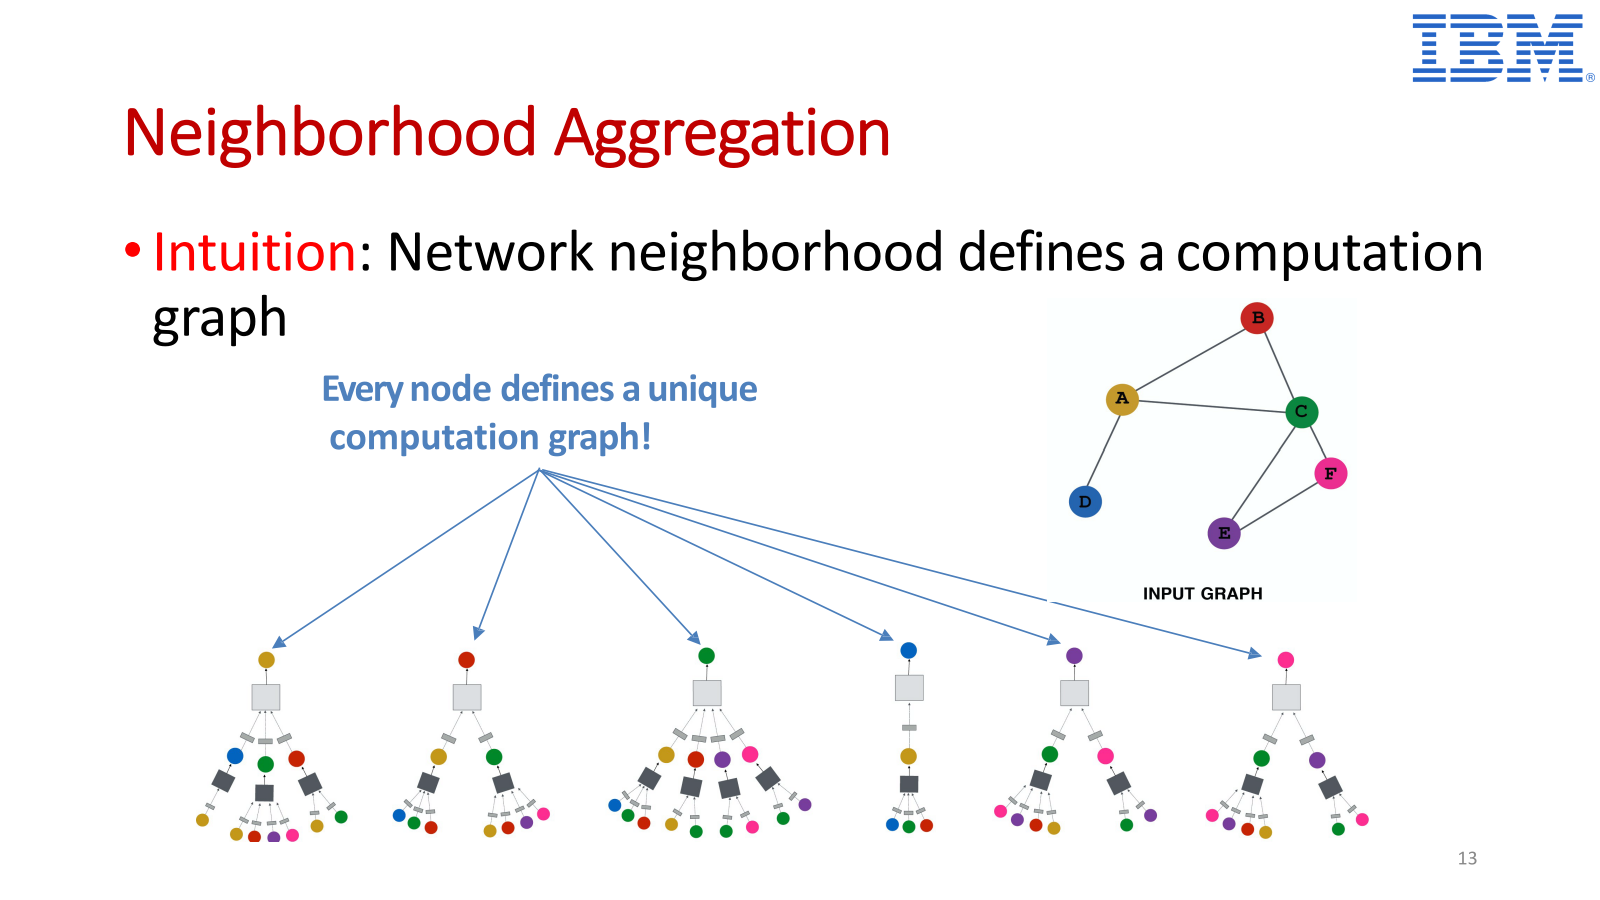 IBM®
Neighborhood Aggregation
• Intuition: Network neighborhood defines a computation
graph
Every node defines a unique
computation graph!
B
A
C
F
D
E
INPUT GRAPH
13